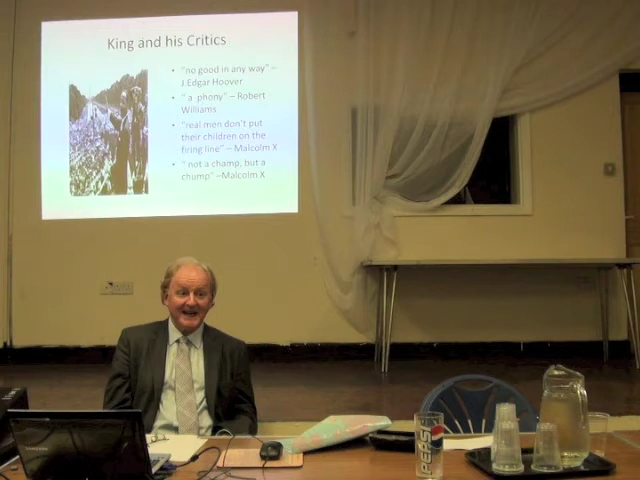 King and his Critics
• "no good in any way" –
J.Edgar Hoover
• " a phony" – Robert
Williams
• "real men don't put
their children on the
firing line" – Malcolm X
• " not a champ, but a
chump" –Malcolm X
PEPSI